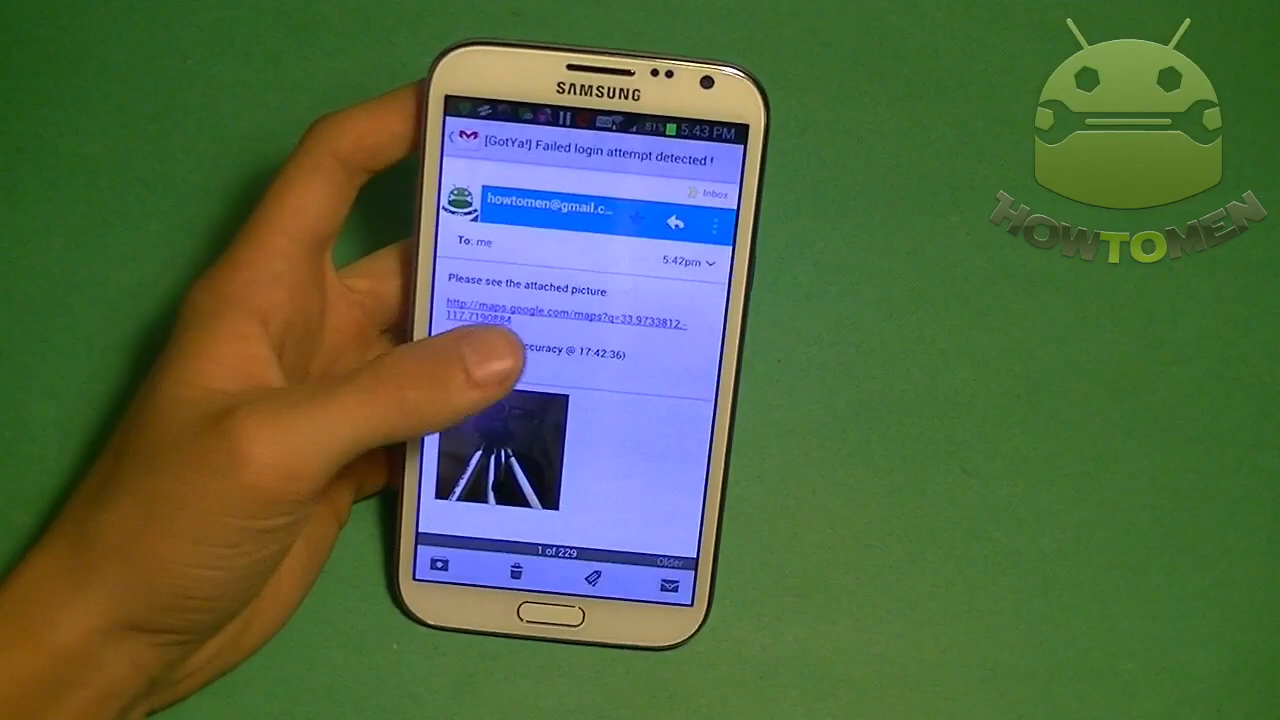 SAMSUNG
81% 5.43 PM
[GotYa!] Failed login attempt detected !
Inbox
howtomen@gmail.c...
To: me
5:42pm
Please see the attached picture.
http://maps.google.com/maps?q=33.9733812,-
117.7190884
ccuracy @ 17:42:36)
1 of 229
Older
HOWTOMEN